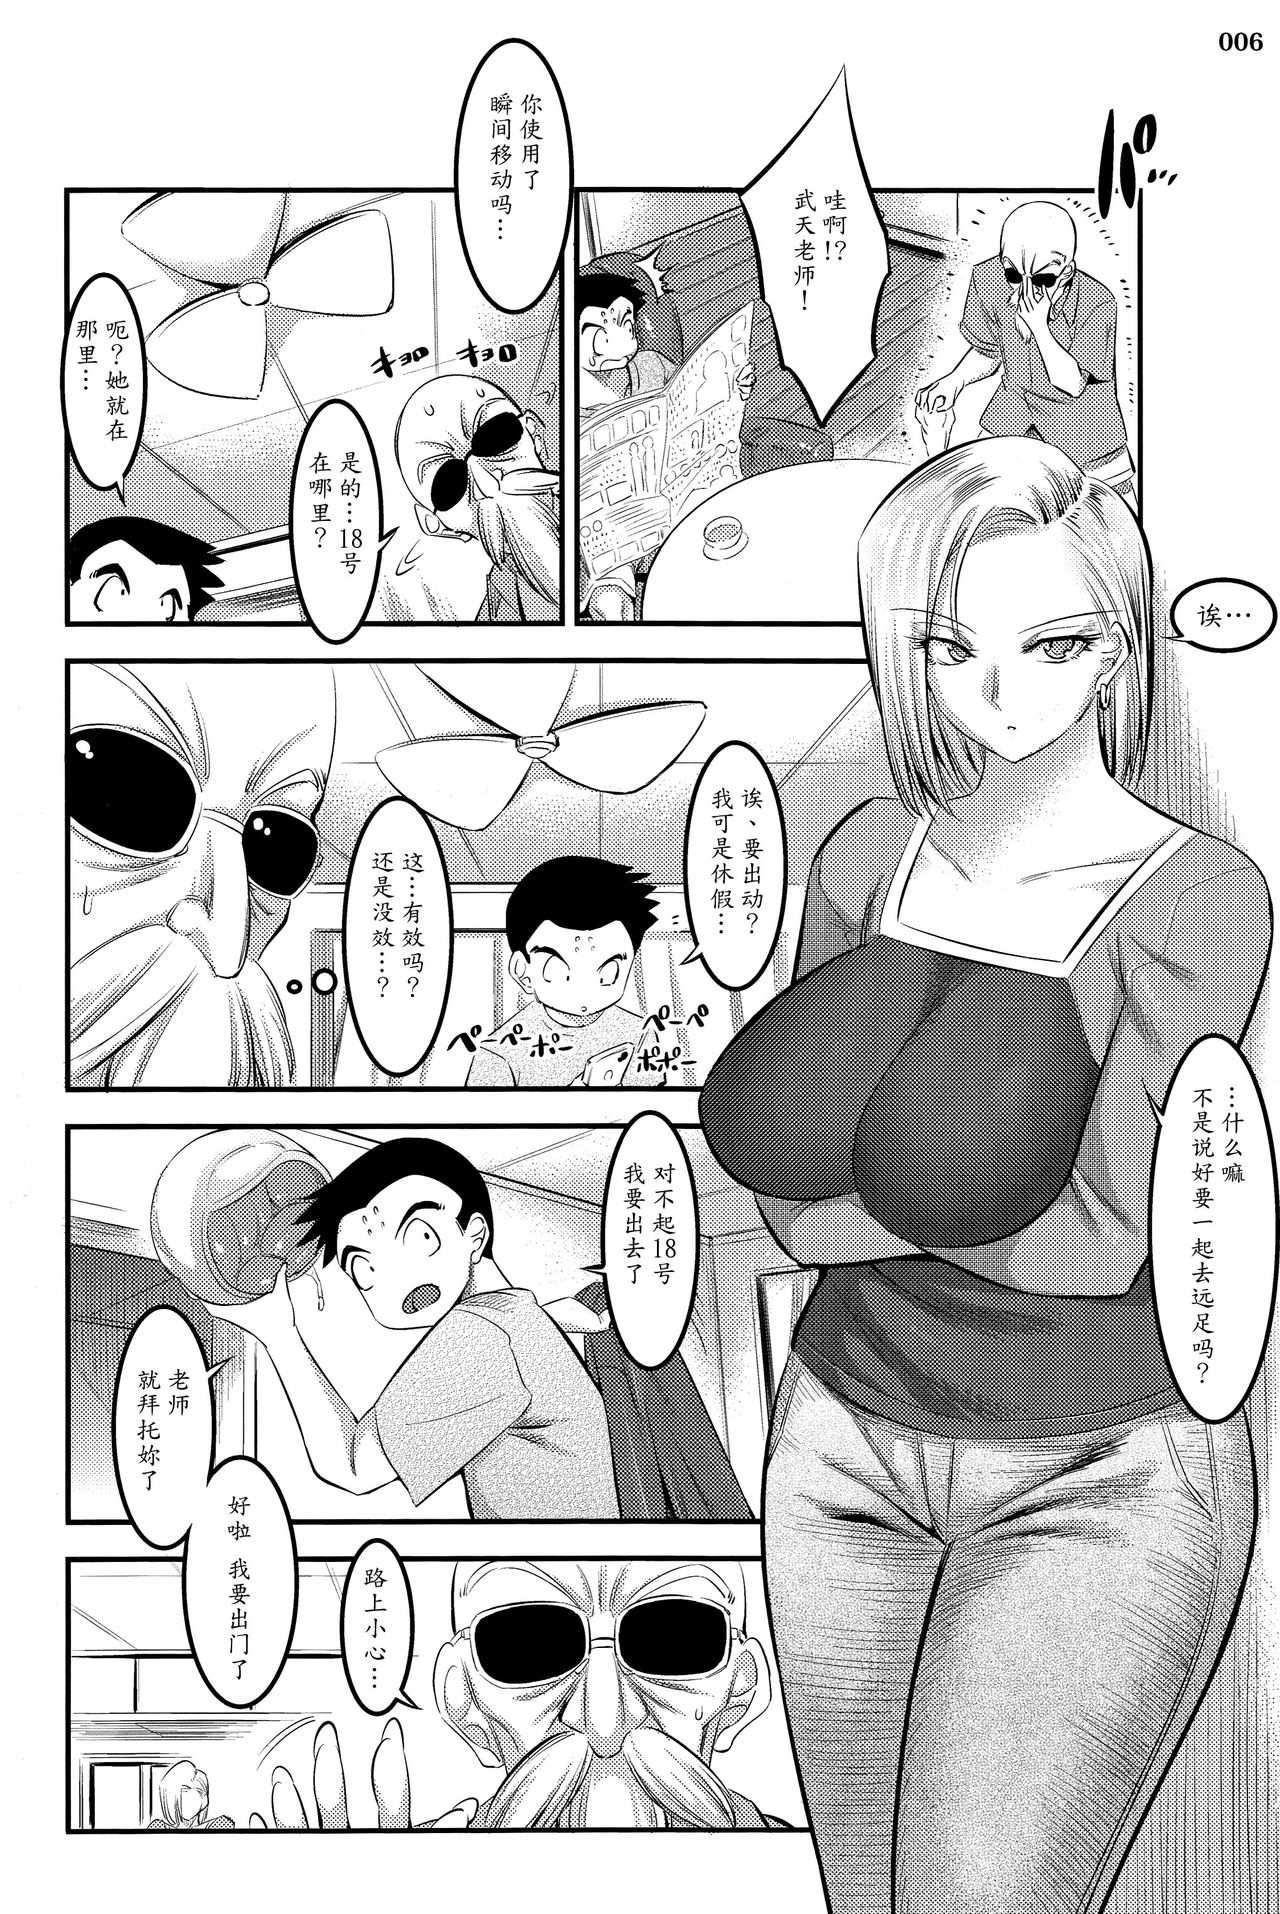 006
パ…
哇啊!?
武天老师!
你使用了
瞬间移动吗…
キョロ
キョロ
是的…18号
在哪里?
呃?她就在
那里…
诶…
…什么嘛
不是说好要一起去远足吗?
诶、要出动?
我可是休假…
ペーペ
ポポー
ペーペー
ポー
这…有效吗?
还是没效…?
对不起18号
我要出去了
老师
就拜托妳了
好啦 我要出门了
路上小心…